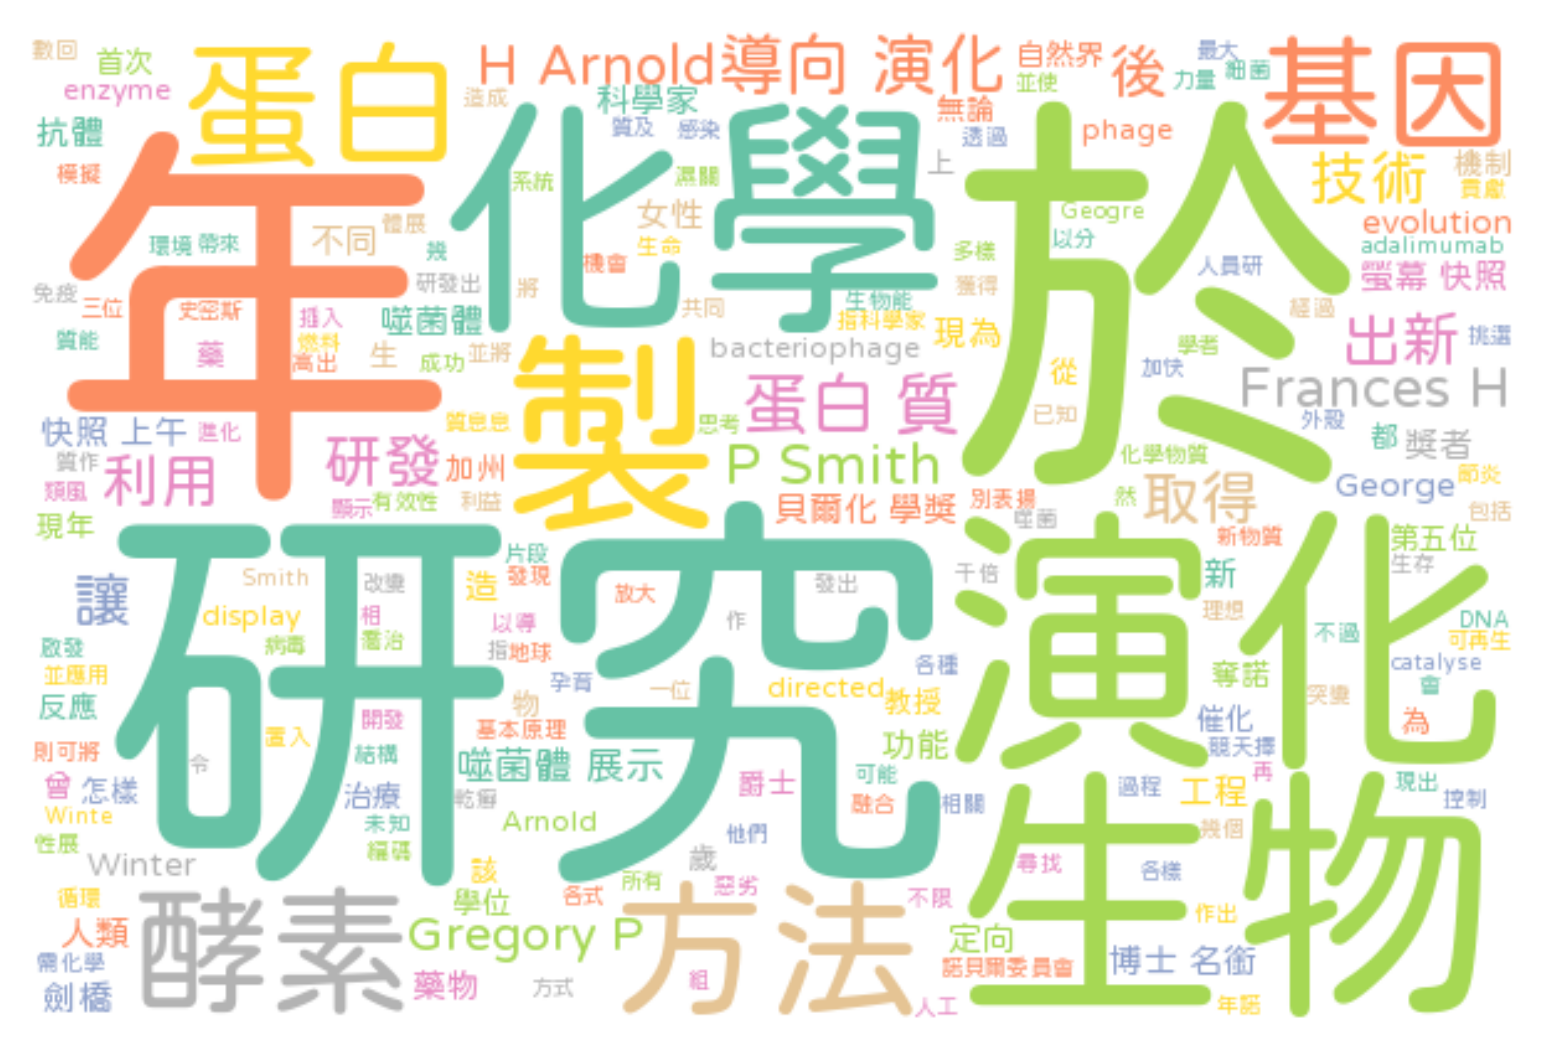 數回
首次
enzyme
蛋白
H Arnold
導向 演化
自然界
並使
後
最大
力量
細菌
基因
造成
科學家
質及
感染
無論
透過
phage
抗體
模擬
年
化學
於
上
技術
機制
貢獻
系統
濕關
女性
生命
機會
Geogre
以分
evolution
adalimumab
環境
帶來
不同
體展
幾
多樣
人員研
螢幕 快照
免疫
三位
史密斯
插入
研發出
將
共同
生物能
獲得
經過
質能
藥
燃料
高出
噬菌體
生
成功
並將
指科學家
現為
學者
出新
挑選
bacteriophage
製
蛋白 質
從
加快
Frances H
快照 上午
進化
質息息
思考
已知
外殼
都
獎者
質作
利用
研發
加州
P Smith
化學物質
George
節炎
類風
顯示
有效性
利益
貝爾化 學獎
別表揚
噬菌
然
取得
包括
現年
研究
演化
新物質
第五位
生存
片段
發現
讓
Smith
改變
造
放大
發出
千倍
新
display
相
以導
作
理想
不過
DNA
可再生
啟發
病毒
喬治
指
地球
各種
catalyse
並應用
孕育
一位
奪諾
會
反應
物
directed
教授
突變
開發
基本原理
催化
為
則可將
置入
結構
噬菌體 展示
功能
競天擇
令
曾
怎樣
治療
乾癬
爵士
可能
再
過程
工程
現出
控制
融合
相關
Winte
未知
Arnold
他們
幾個
性展
編碼
Winter
該
歲
尋找
各樣
生物
循環
酵素
學位
各式
所有
惡劣
方法
不限
作出
人類
Gregory P
定向
需化學
諾貝爾委員會
博士 名銜
劍橋
藥物
方式
組
人工
年諾